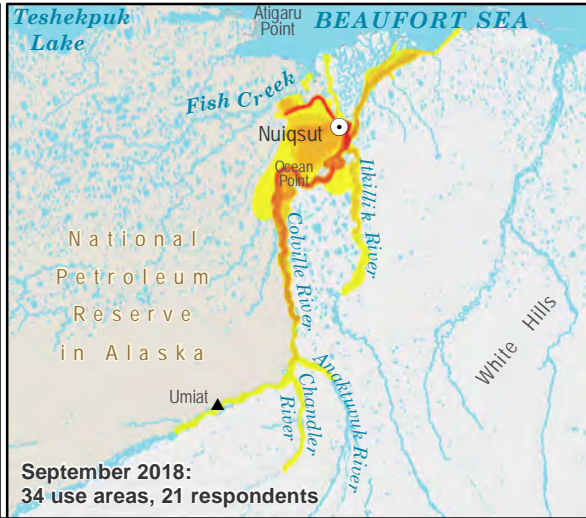 Teshekpuk
Lake
Atigaru
Point
BEAUFORT SEA
Fish Creek
Nuiqsut
Ocean
Point
Itkillik River
Colville River
National
Petroleum
Reserve
in Alaska
White Hills
Umiat
Chandler
River
Anaktuvuk River
September 2018:
34 use areas, 21 respondents